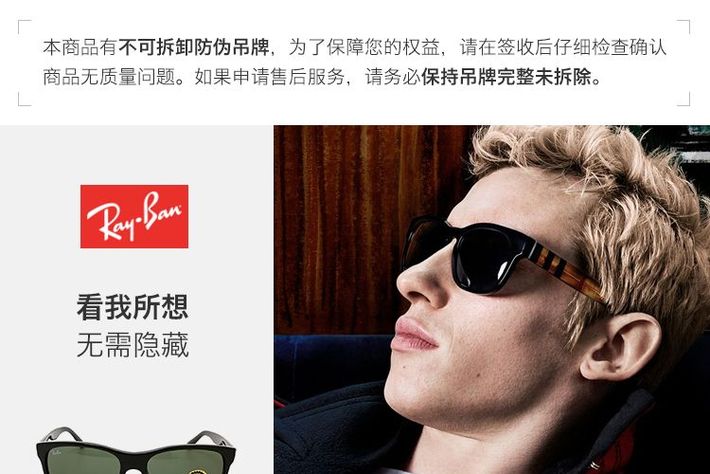 本商品有不可拆卸防伪吊牌，为了保障您的权益，请在签收后仔细检查确认
商品无质量问题。如果申请售后服务，请务必保持吊牌完整未拆除。
Ray-Ban
看我所想
无需隐藏
Ray-Ban